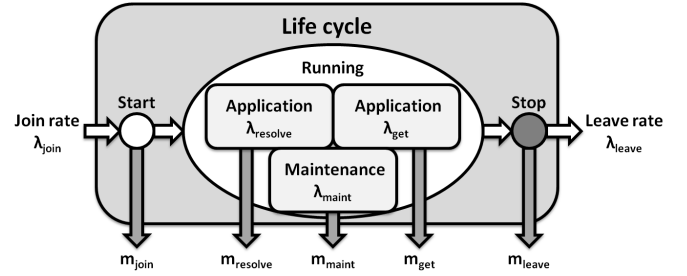 Life cycle
Running
Start
Stop
Join rate
λjoin
Application
λresolve
Application
λget
Maintenance
λmaint
Leave rate
λleave
mjoin
mresolve
mmaint
mget
mleave